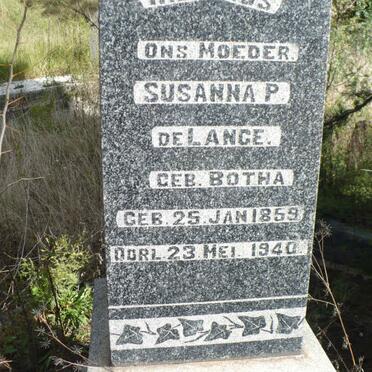 ONS MOEDER.
SUSANNA P.
DE LANGE.
GEB. BOTHA
GEB. 25. JAN 1859
OORL. 23. MEI. 1940.